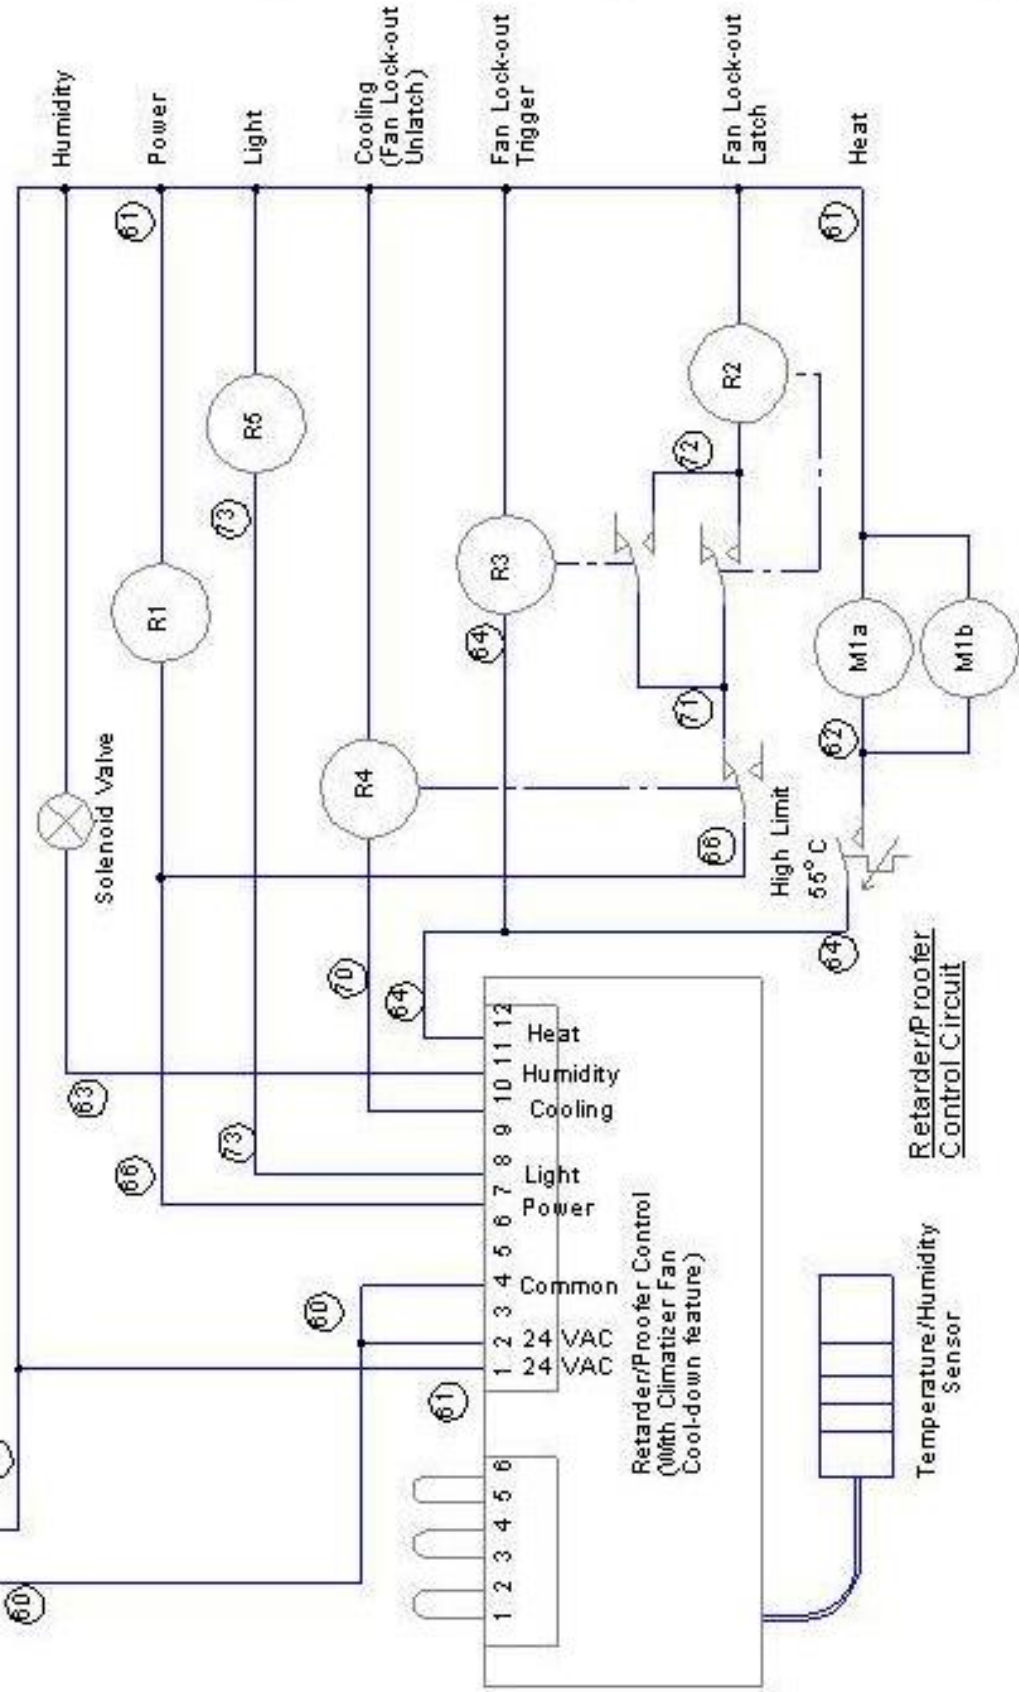 Humidity
Power
Light
Cooling
(Fan Lock-out
Unlatch)
Fan Lock-out
Trigger
Fan Lock-out
Latch
Heat
61
61
R5
R2
73
72
R1
R3
64
M1a
M1b
71
62
Solenoid Valve
R4
66
High Limit
55°C
70
64
64
63
73
66
60
61
60
1 2 3 4 5 6
1 2 3 4 5 6 7 8 9 10 11 12
24 VAC
24 VAC
Common
Power
Light
Cooling
Humidity
Heat
Retarder/Proofer Control
(With Climatizer Fan
Cool-down feature)
Temperature/Humidity
Sensor
Retarder/Proofer
Control Circuit